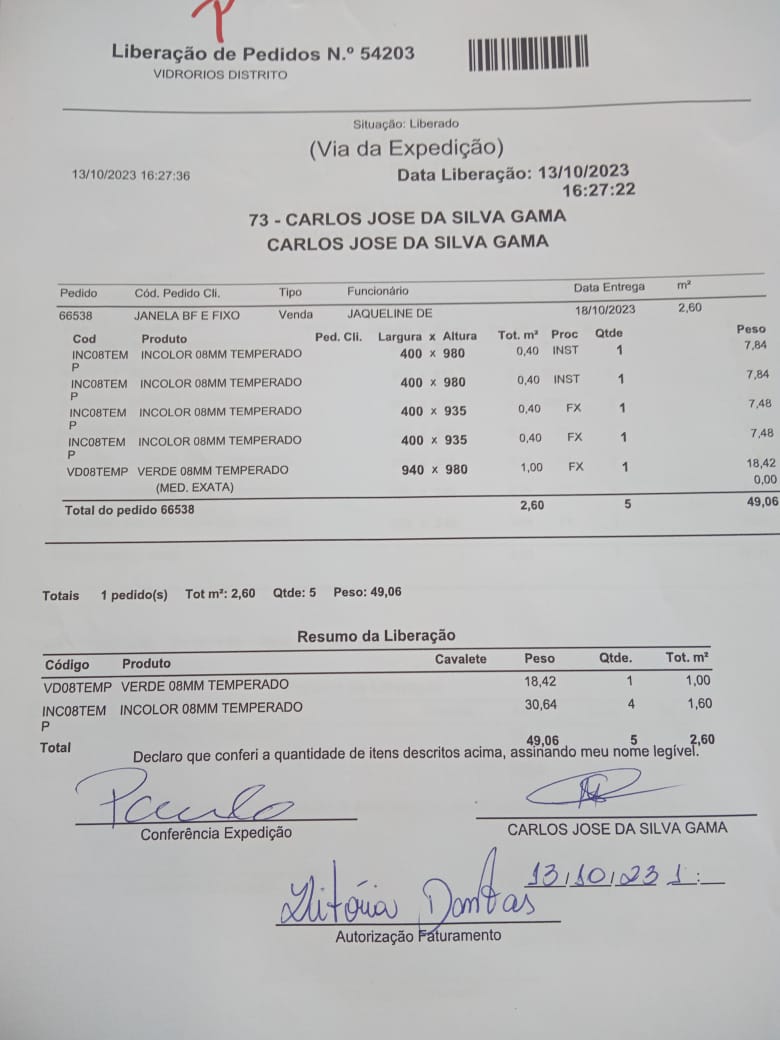 Liberação de Pedidos N.º 54203
VIDRORIOS DISTRITO
Situação: Liberado
(Via da Expedição)
13/10/2023 16:27:36 Data Liberação: 13/10/2023
16:27:22
73 - CARLOS JOSE DA SILVA GAMA
CARLOS JOSE DA SILVA GAMA
Pedido Cód. Pedido Cli. Tipo Funcionário Data Entrega m²
66538 JANELA BF E FIXO Venda JAQUELINE DE 18/10/2023 2,60
Cod Produto Ped. Cli. Largura x Altura Tot. m² Proc Qtde Peso
INC08TEM INCOLOR 08MM TEMPERADO 400 x 980 0,40 INST 1 7,84
P
INC08TEM INCOLOR 08MM TEMPERADO 400 x 980 0,40 INST 1 7,84
P
INC08TEM INCOLOR 08MM TEMPERADO 400 x 935 0,40 FX 1 7,48
P
INC08TEM INCOLOR 08MM TEMPERADO 400 x 935 0,40 FX 1 7,48
P
VD08TEMP VERDE 08MM TEMPERADO 940 x 980 1,00 FX 1 18,42
(MED. EXATA) 0,00
Total do pedido 66538 2,60 5 49,06
Totais 1 pedido(s) Tot m²: 2,60 Qtde: 5 Peso: 49,06
Resumo da Liberação
Código Produto Cavalete Peso Qtde. Tot. m²
VD08TEMP VERDE 08MM TEMPERADO 18,42 1 1,00
INC08TEM INCOLOR 08MM TEMPERADO 30,64 4 1,60
P
Total 49,06 5 2,60
Declaro que conferi a quantidade de itens descritos acima, assinando meu nome legível.
Paulo
Conferência Expedição CARLOS JOSE DA SILVA GAMA
13/10/23
Dantas
Autorização Faturamento